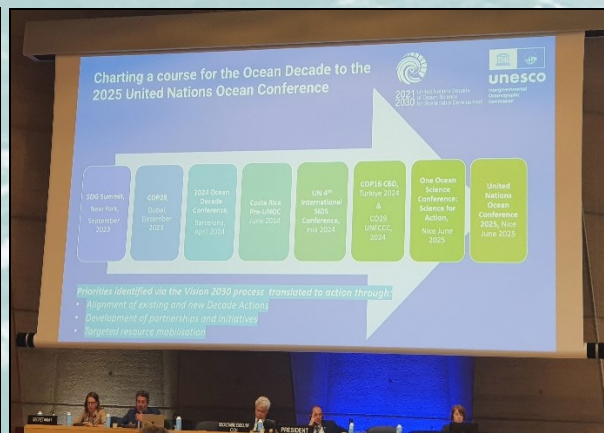 Charting a course for the Ocean Decade to the
2025 United Nations Ocean Conference
2021 United Nations Decade
2030 of Ocean Science
for Sustainable Development
unesco
Intergovernmental
Oceanographic
Commission
SDG Summit,
New York,
September
2023
COP28,
Dubai,
December
2023
2024 Ocean
Decade
Conference,
Barcelona,
April 2024
Costa Rica
Pre-UNOC
June 2024
UN 4th
International
SIDS
Conference,
2024
COP16 CBD,
Türkiye 2024
&
UNFCCC,
2024
One Ocean
Science
Conference:
Science for
Action,
Nice June
2025
United
Nations
Ocean
Conference
2025, Nice
June 2025
Priorities identified via the Vision 2030 process translated to action through:
• Alignment of existing and new Decade Actions
• Development of partnerships and initiatives
• Targeted resource mobilisation
PRESIDENT